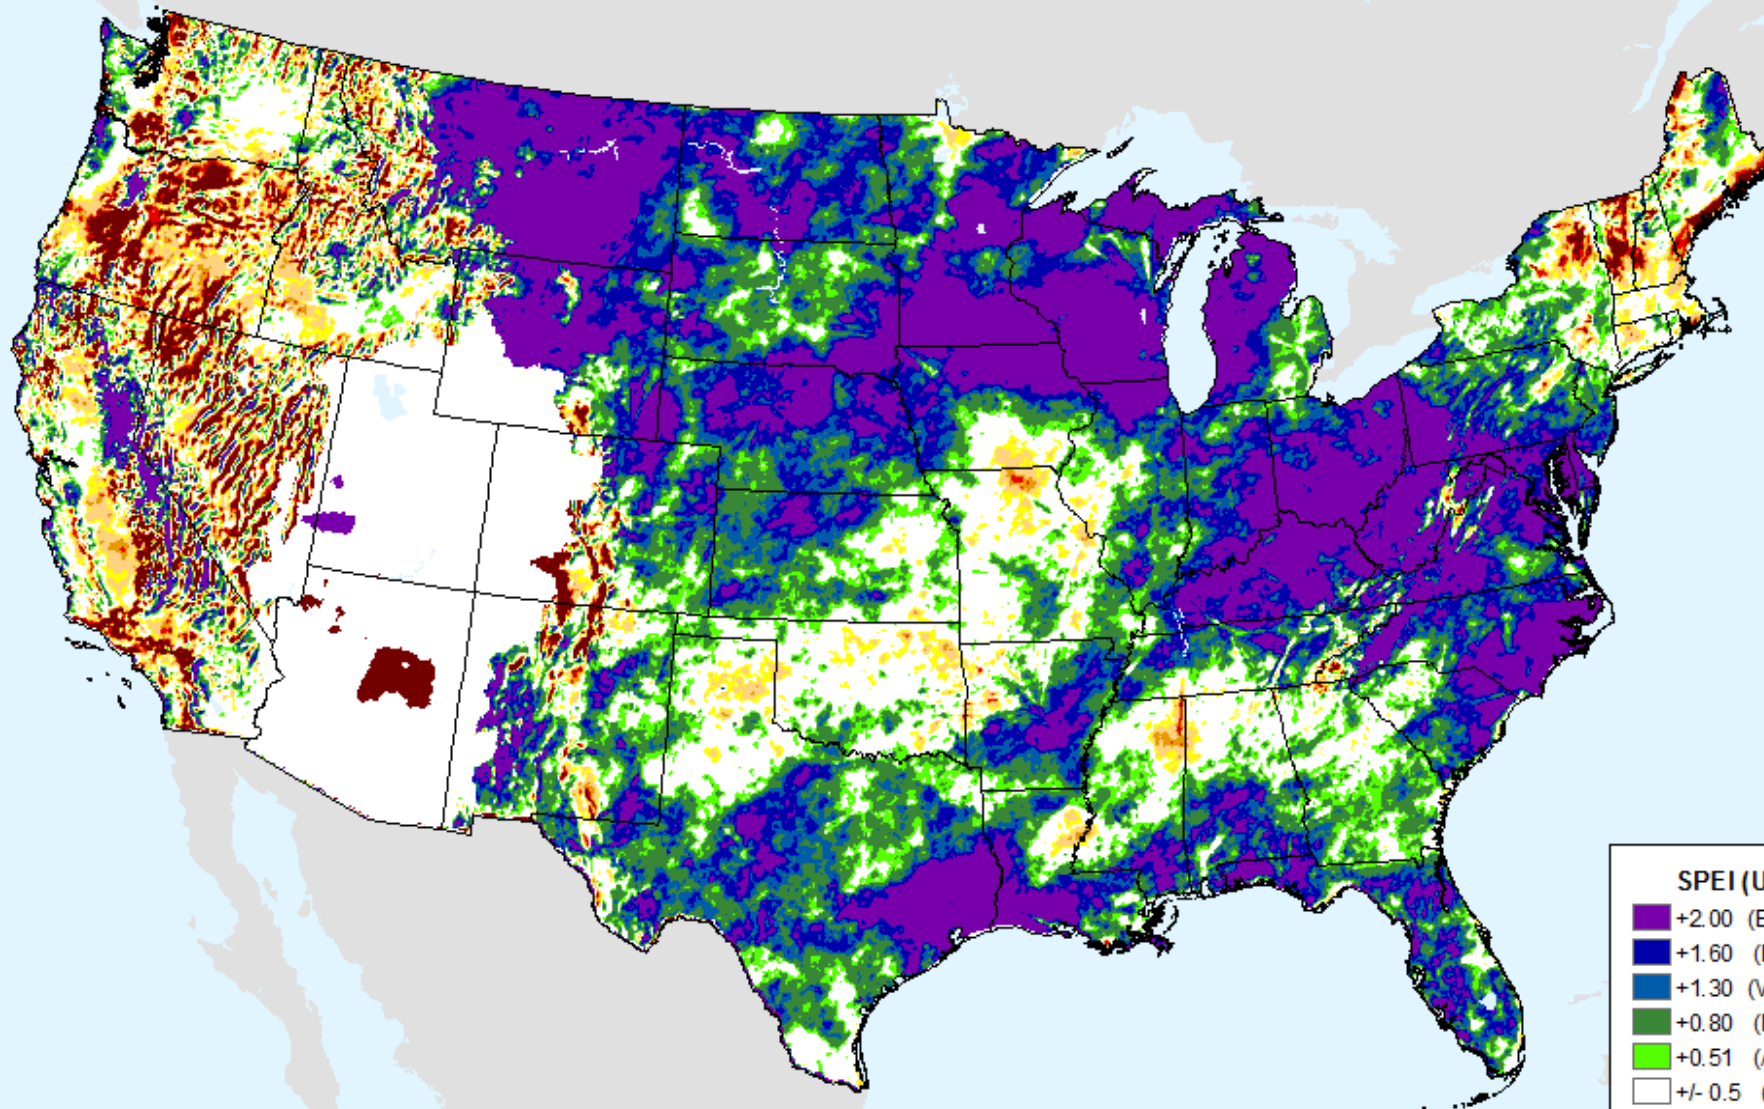 SPEI (U
+2.00 (E
+1.60 (
+1.30 (V
+0.80 (
+0.51 (
+/- 0.5 (